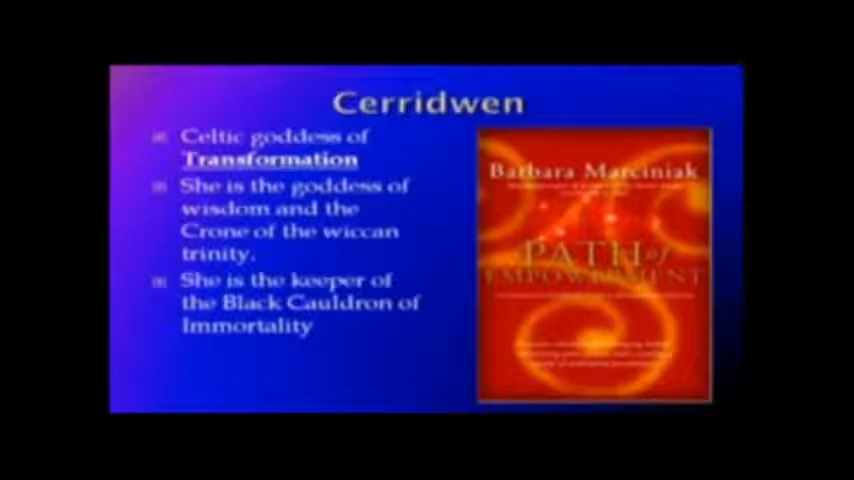 Cerridwen
Celtic goddess of
Transformation
She is the goddess of
wisdom and the
Crone of the wiccan
trinity.
She is the keeper of
the Black Cauldron of
Immortality
Barbara Marciniak
PATH of
EMPOWERMENT